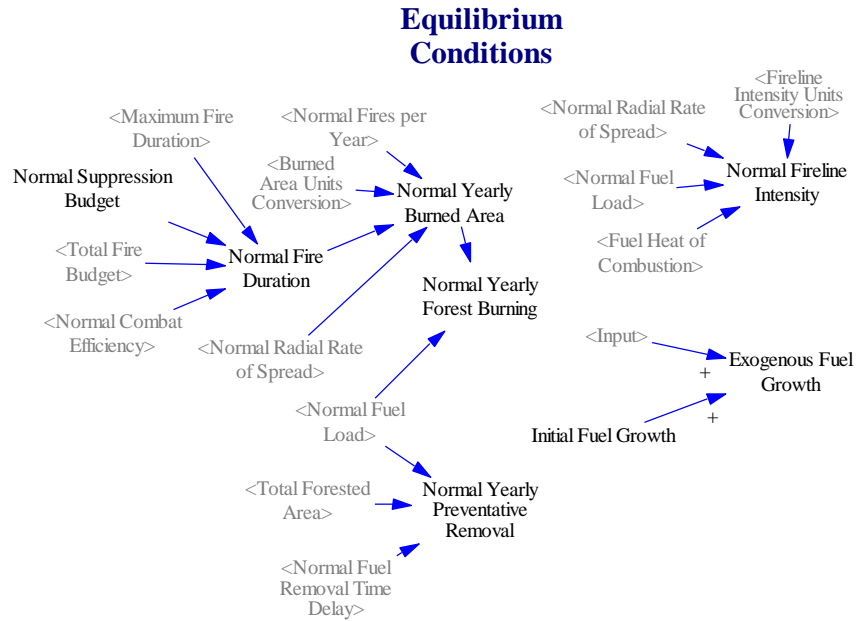 Equilibrium
Conditions
<Maximum Fire
Duration>
<Normal Fires per
Year>
<Burned
Area Units
Conversion>
Normal Suppression
Budget
Normal Yearly
Burned Area
<Total Fire
Budget>
Normal Fire
Duration
<Normal Combat
Efficiency>
Normal Yearly
Forest Burning
<Normal Radial Rate
of Spread>
<Normal Fuel
Load>
<Total Forested
Area>
Normal Yearly
Preventative
Removal
<Normal Fuel
Removal Time
Delay>
<Fireline
Intensity Units
Conversion>
<Normal Radial Rate
of Spread>
Normal Fireline
Intensity
<Normal Fuel
Load>
<Fuel Heat of
Combustion>
<Input>
+
Exogenous Fuel
Growth
+
Initial Fuel Growth